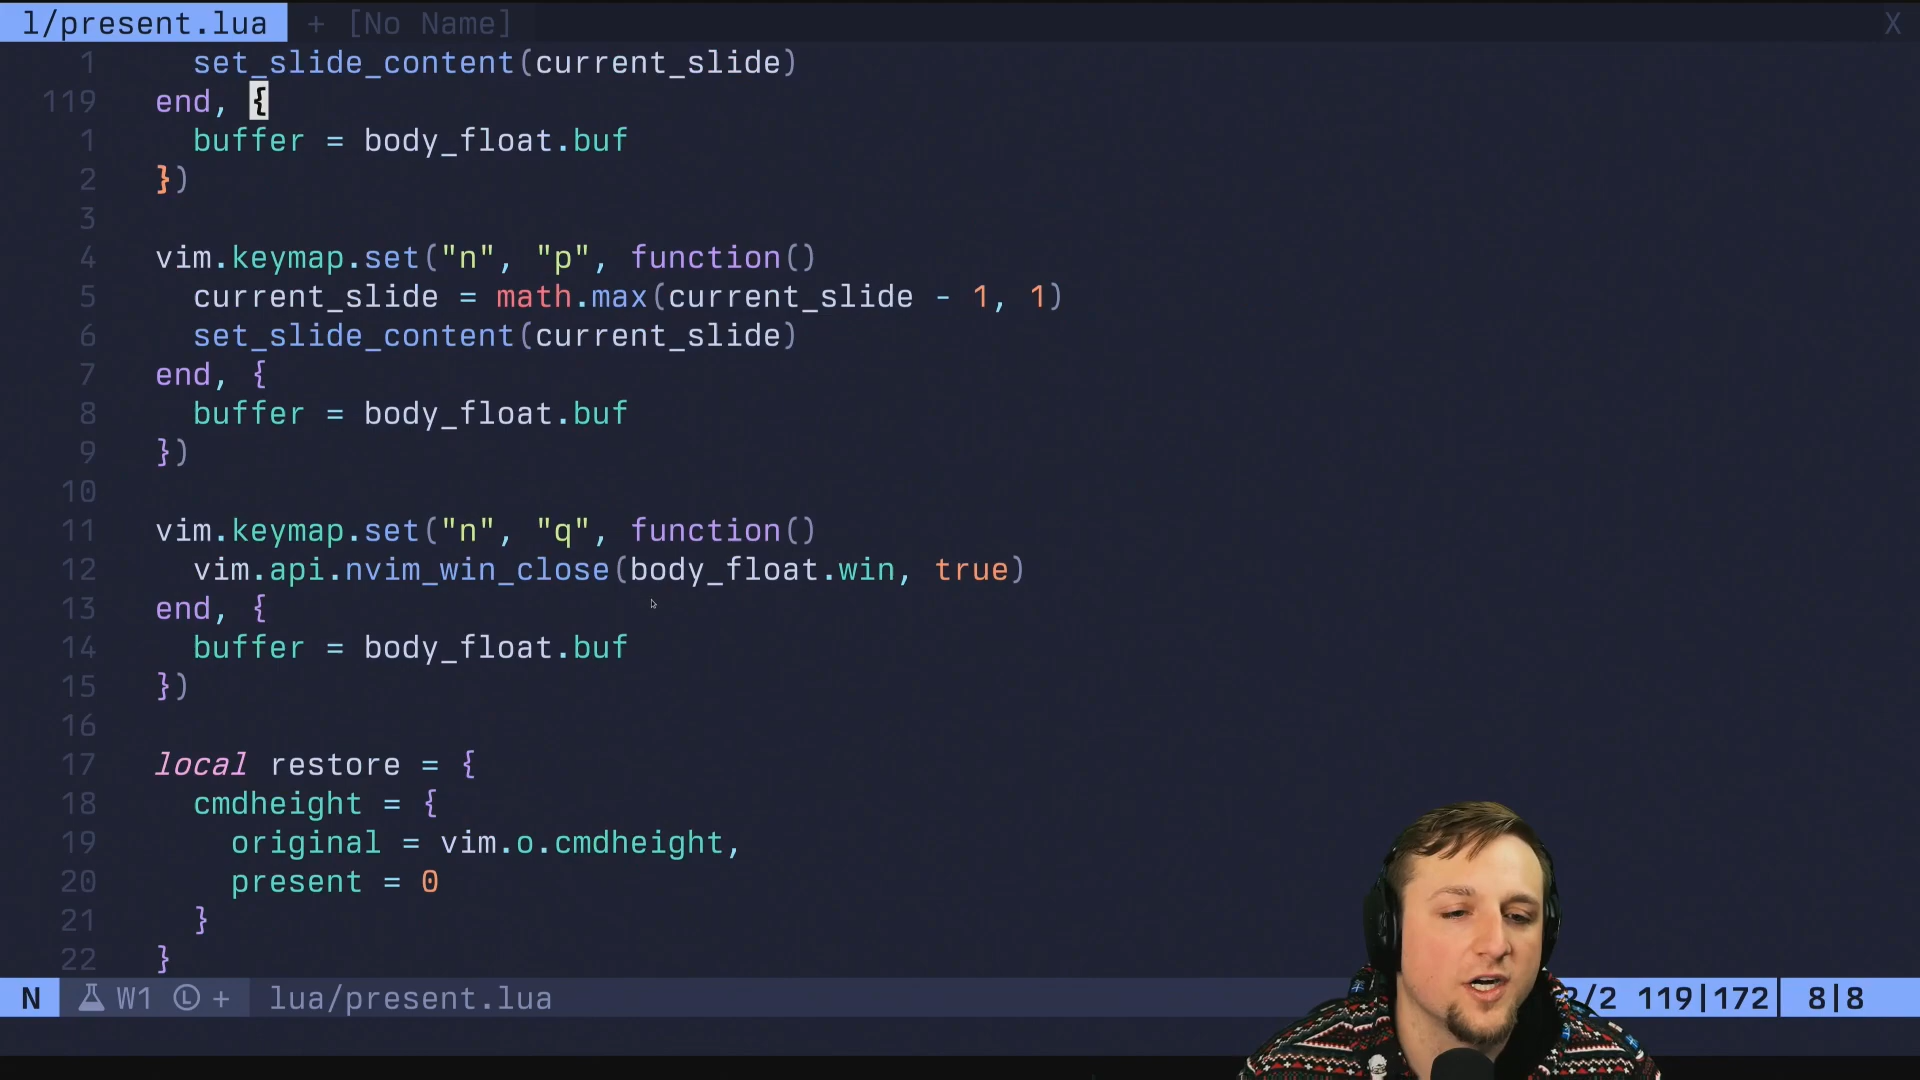 l/present.lua + [No Name] X
1 set_slide_content(current_slide)
119 end, {
1 buffer = body_float.buf
2 })
3
4 vim.keymap.set("n", "p", function()
5 current_slide = math.max(current_slide - 1, 1)
6 set_slide_content(current_slide)
7 end, {
8 buffer = body_float.buf
9 })
10
11 vim.keymap.set("n", "q", function()
12 vim.api.nvim_win_close(body_float.win, true)
13 end, {
14 buffer = body_float.buf
15 })
16
17 local restore = {
18 cmdheight = {
19 original = vim.o.cmdheight,
20 present = 0
21 }
22 }
N W1 L + lua/present.lua /2 119|172 8|8